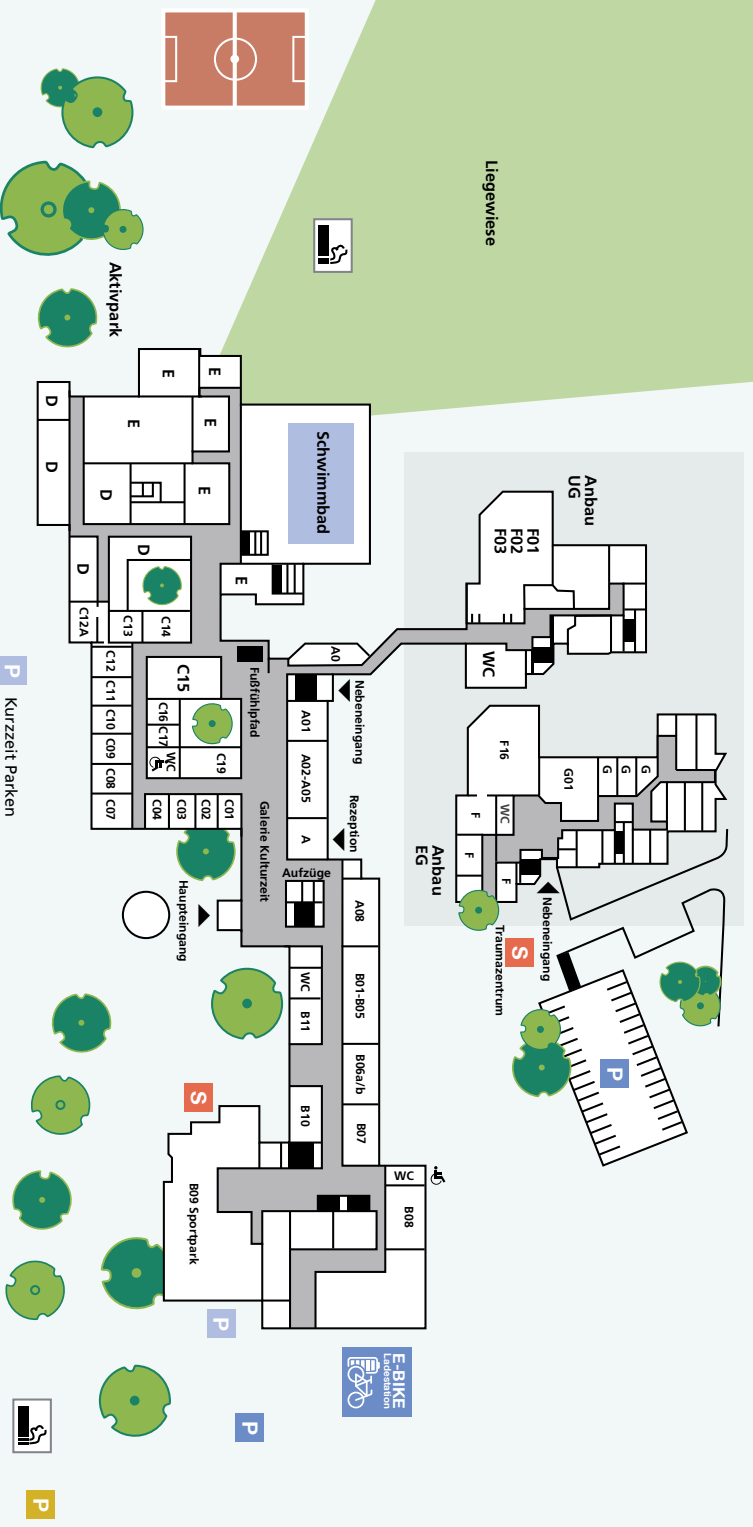 Liegewiese
Aktivpark
E
E
E
E
D
D
D
E
Schwimmbad
D
D
E
C12A
C13
C14
Anbau
UG
F01
F02
F03
WC
A0
Nebeneingang
Fußfühlpfad
C12
C11
C10
C09
C08
C07
C15
C16
C17
WC
C19
C04
C03
C02
C01
P
Kurzzeit Parken
A01
A02-A05
A
Rezeption
Galerie Kulturzeit
Aufzüge
Haupteingang
F16
G01
G
G
G
F
WC
F
F
Anbau
EG
Nebeneingang
S
Traumazentrum
P
A08
B01-B05
B06a/b
B07
WC
B11
B10
S
B09 Sportpark
WC
B08
P
E-BIKE
Ladestation
P
P